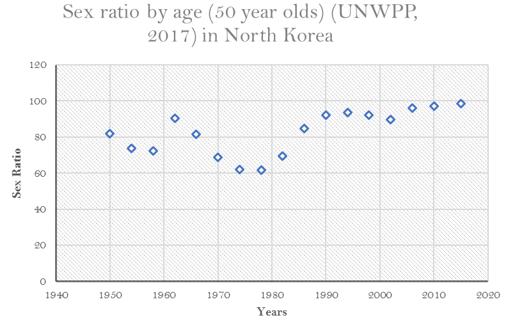 Sex ratio by age (50 year olds) (UNWPP,
2017) in North Korea
120
100
80
60
40
20
0
Sex Ratio
1940 1950 1960 1970 1980 1990 2000 2010 2020
Years